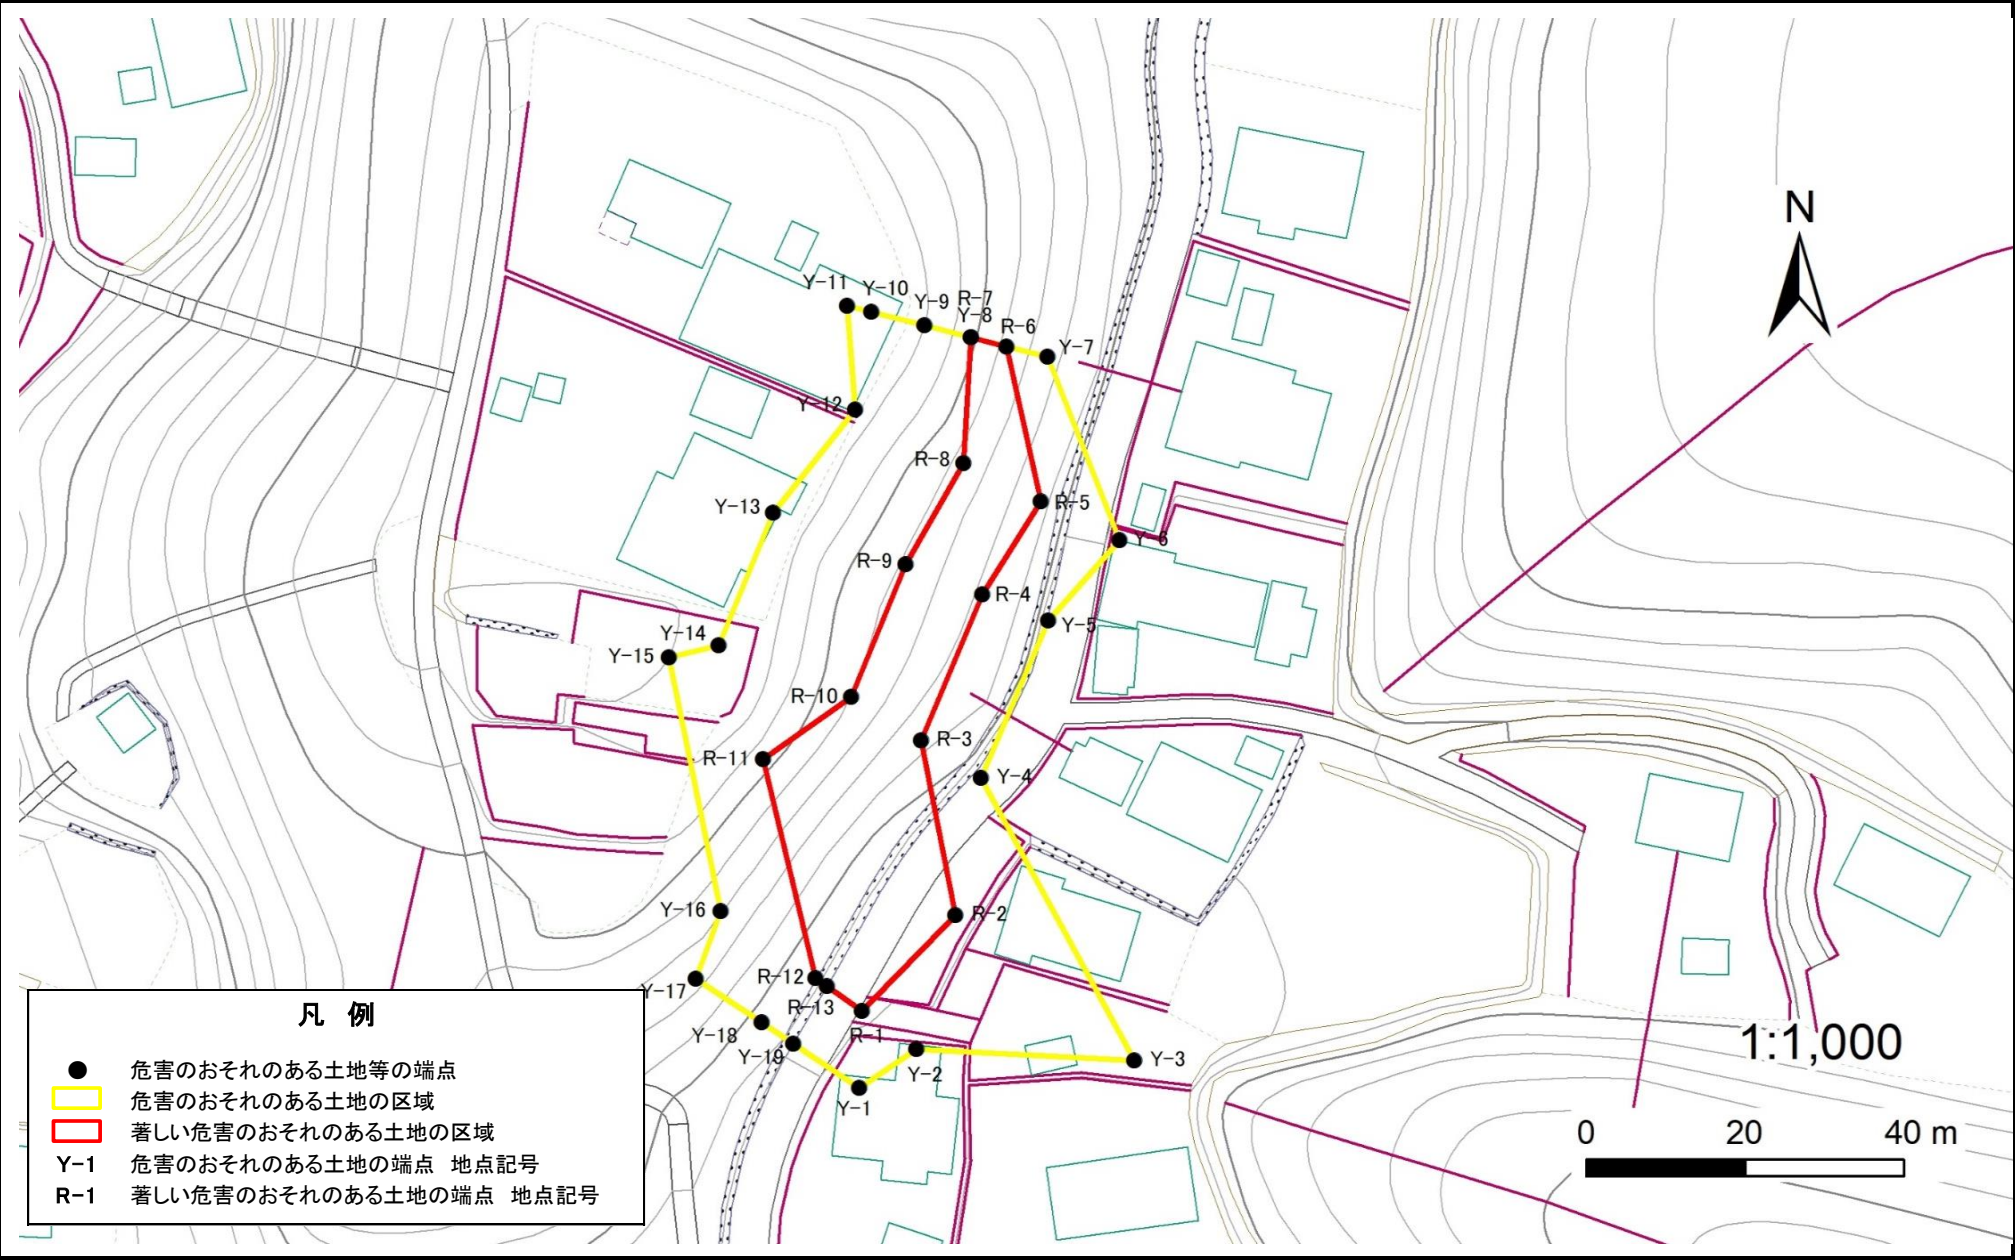 N
Y-11
Y-10
Y-9
R-7
Y-8
R-6
Y-7
Y-12
R-8
Y-13
R-5
Y-6
R-9
R-4
Y-14
Y-5
Y-15
R-10
R-3
R-11
Y-4
Y-16
R-2
R-12
Y-17
R-13
R-1
Y-18
Y-19
Y-2
Y-3
Y-1
凡 例
危害のおそれのある土地等の端点
危害のおそれのある土地の区域
著しい危害のおそれのある土地の区域
Y-1 危害のおそれのある土地の端点 地点記号
R-1 著しい危害のおそれのある土地の端点 地点記号
1:1,000
0 20 40 m